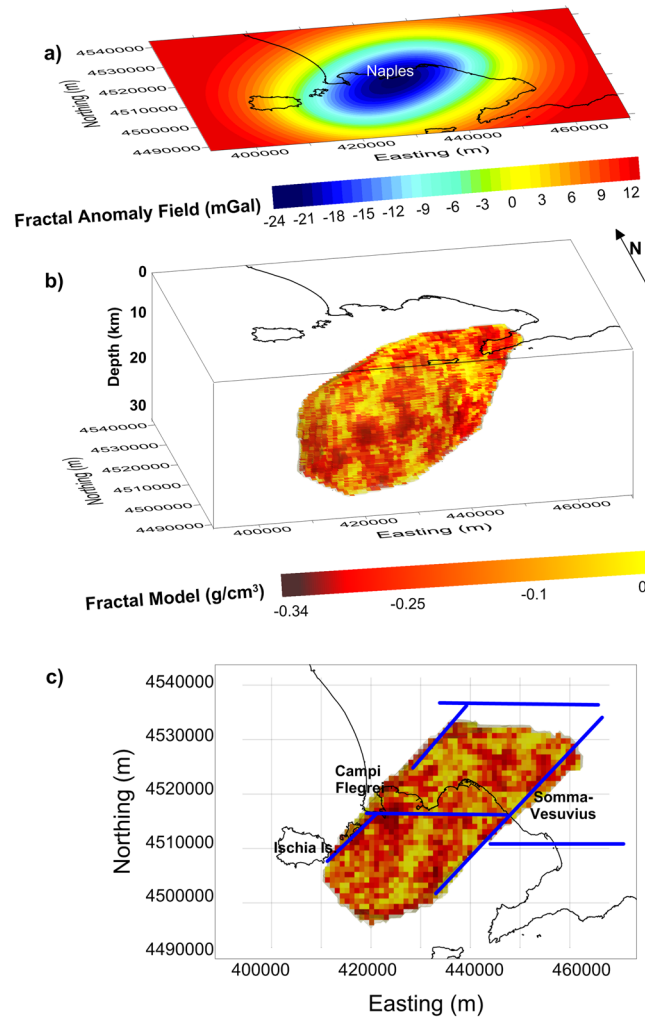 a)
4540000
4530000
4520000
4510000
4500000
4490000
Northing (m)
Naples
400000
420000
440000
460000
Easting (m)
Fractal Anomaly Field (mGal)
-24 -21 -18 -15 -12 -9 -6 -3 0 3 6 9 12
b)
N
0
10
20
30
Depth (km)
4540000
4530000
4520000
4510000
4500000
4490000
Northing (m)
400000
420000
440000
460000
Easting (m)
Fractal Model (g/cm³)
-0.34 -0.25 -0.1 0
c)
4540000
4530000
4520000
4510000
4500000
4490000
Northing (m)
Campi
Flegrei
Somma-
Vesuvius
Ischia Is.
400000 420000 440000 460000
Easting (m)